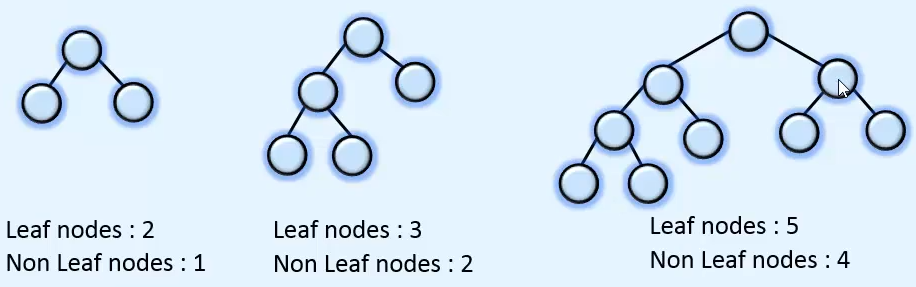 Leaf nodes : 2
Non Leaf nodes : 1
Leaf nodes : 3
Non Leaf nodes : 2
Leaf nodes : 5
Non Leaf nodes : 4